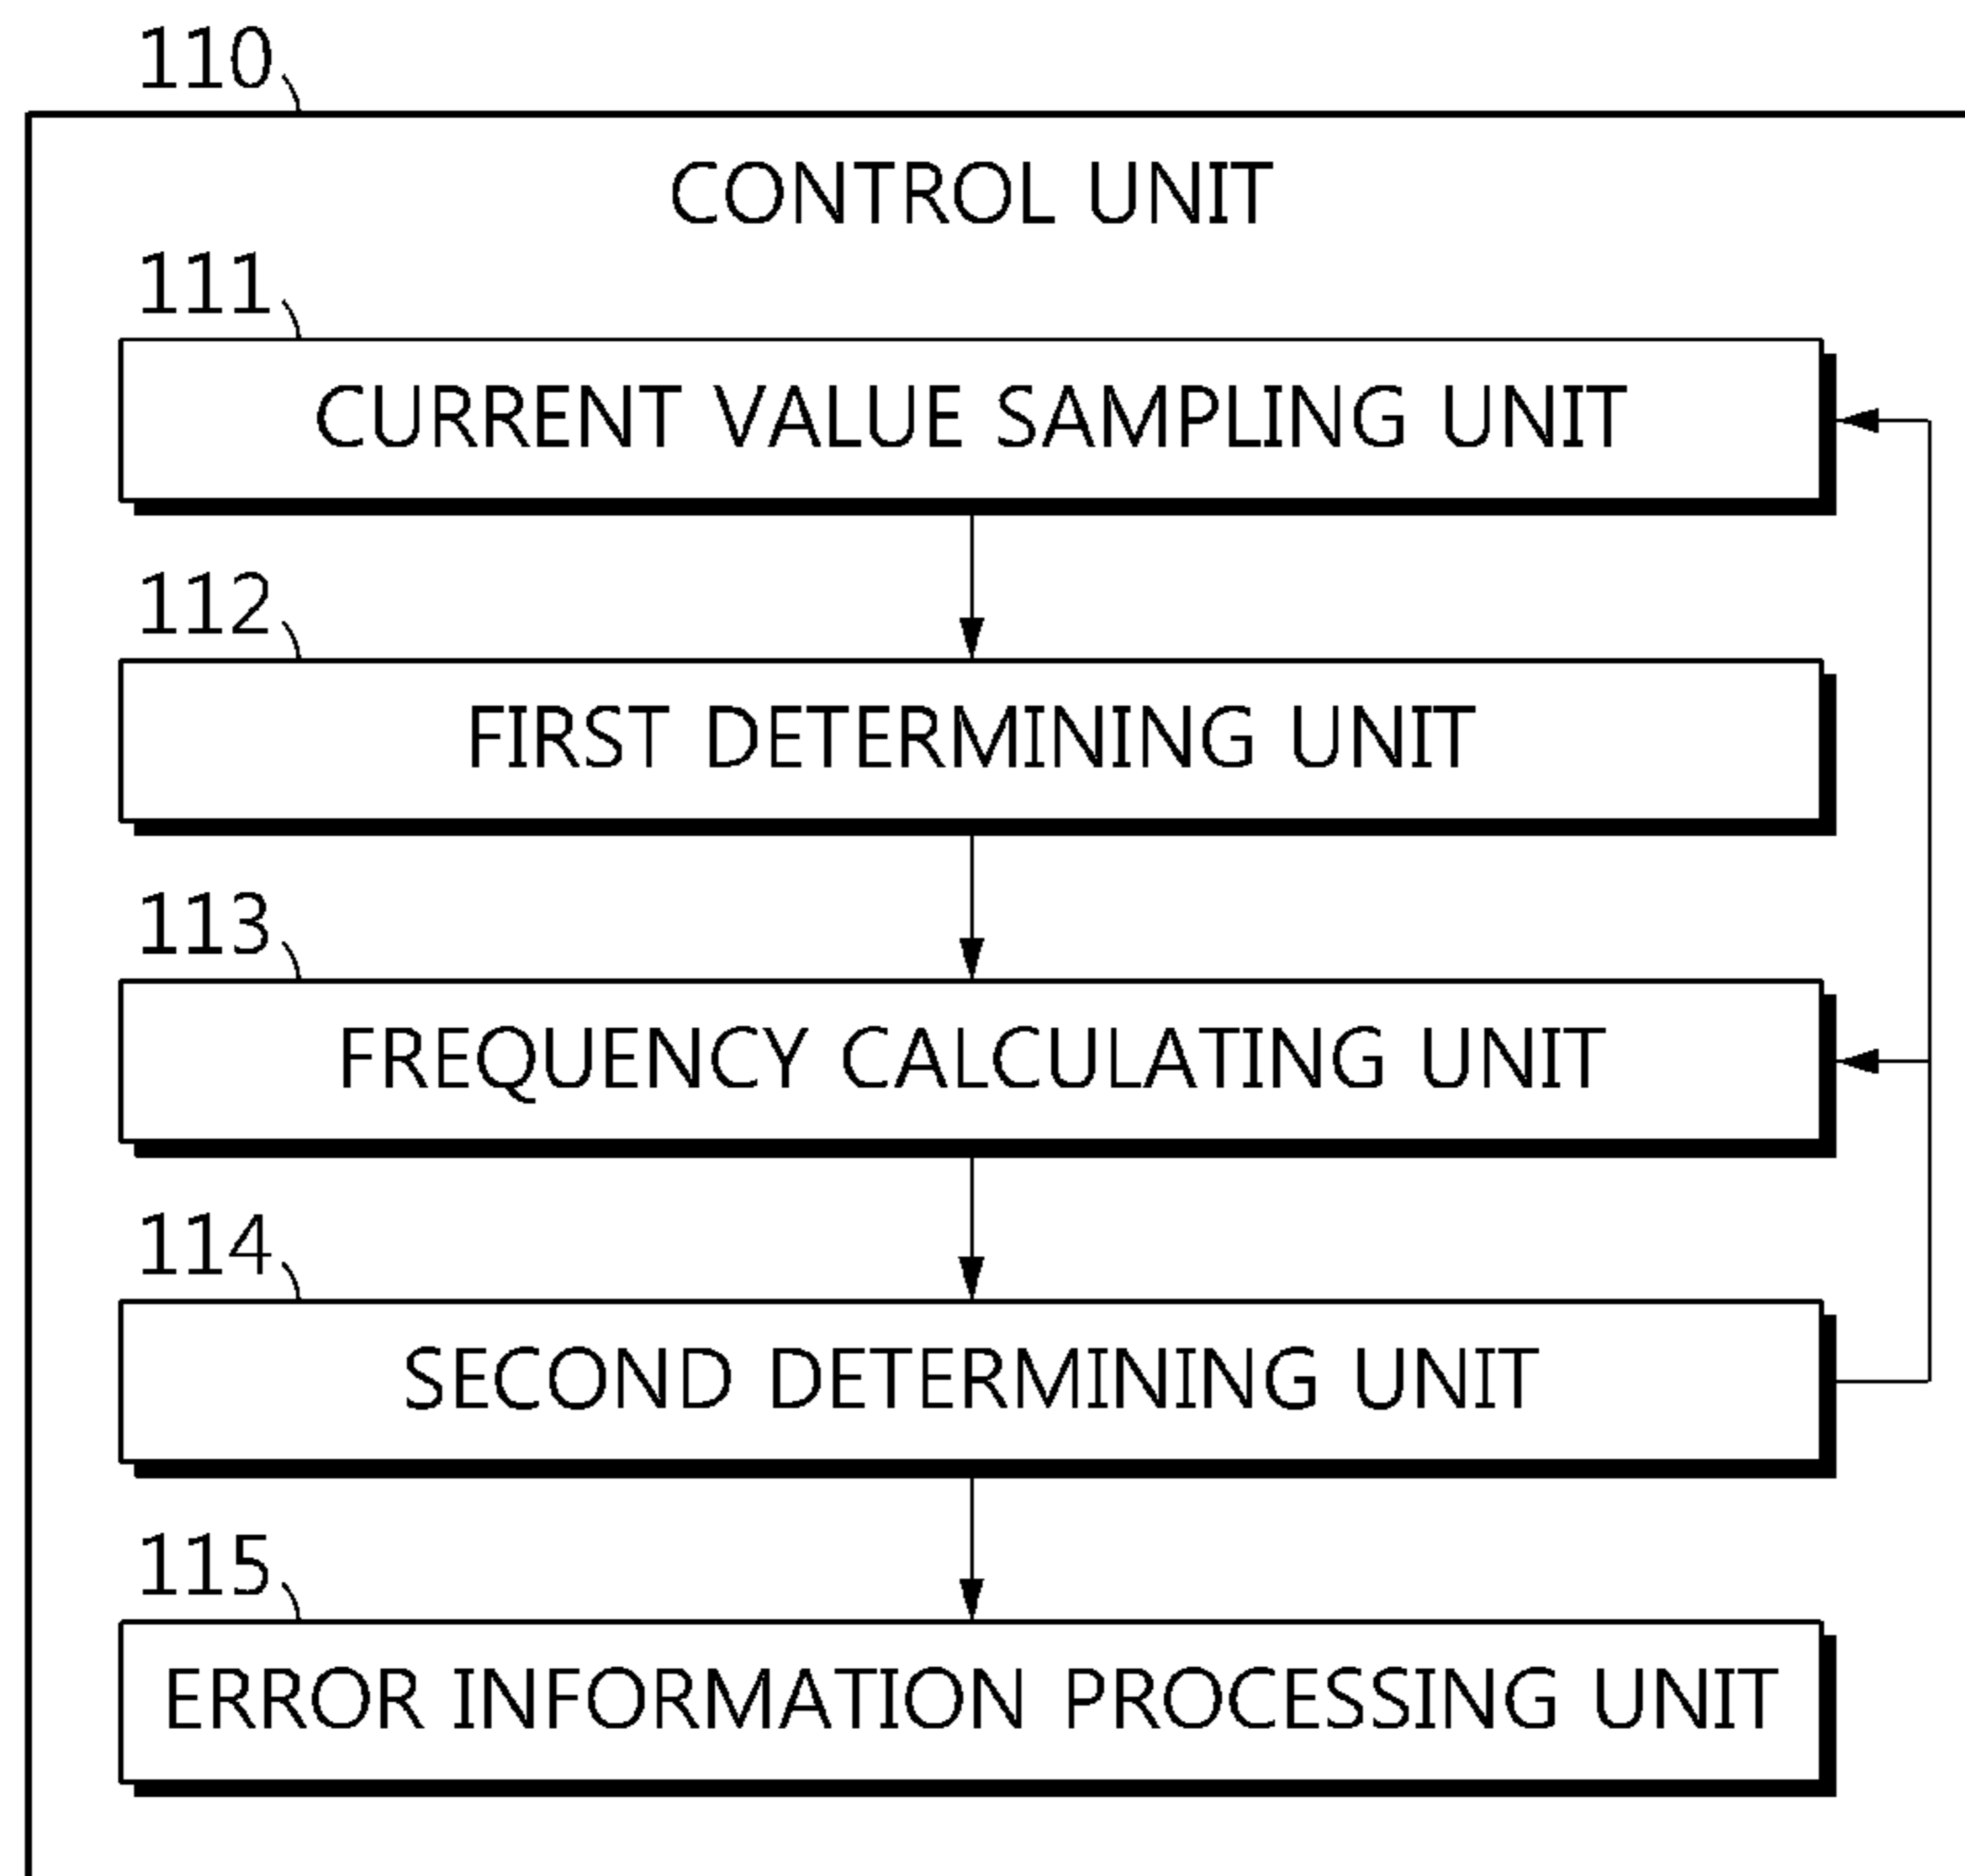 110
CONTROL UNIT
111
CURRENT VALUE SAMPLING UNIT
112
FIRST DETERMINING UNIT
113
FREQUENCY CALCULATING UNIT
114
SECOND DETERMINING UNIT
115
ERROR INFORMATION PROCESSING UNIT